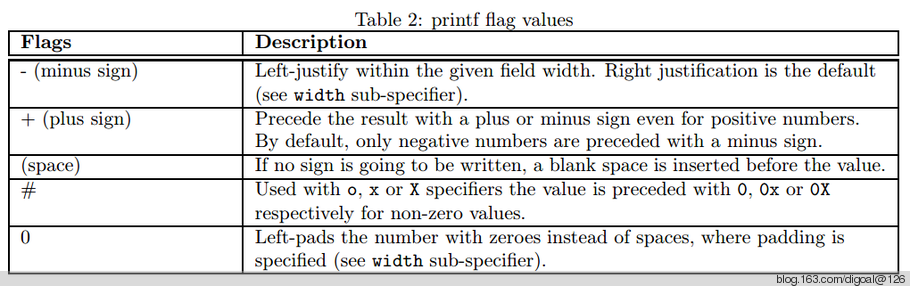 Table 2: printf flag values
Flags Description
- (minus sign) Left-justify within the given field width. Right justification is the default
(see width sub-specifier).
+ (plus sign) Precede the result with a plus or minus sign even for positive numbers.
By default, only negative numbers are preceded with a minus sign.
(space) If no sign is going to be written, a blank space is inserted before the value.
# Used with o, x or X specifiers the value is preceded with 0, 0x or 0X
respectively for non-zero values.
0 Left-pads the number with zeroes instead of spaces, where padding is
specified (see width sub-specifier).
blog.163.com/digoal@126